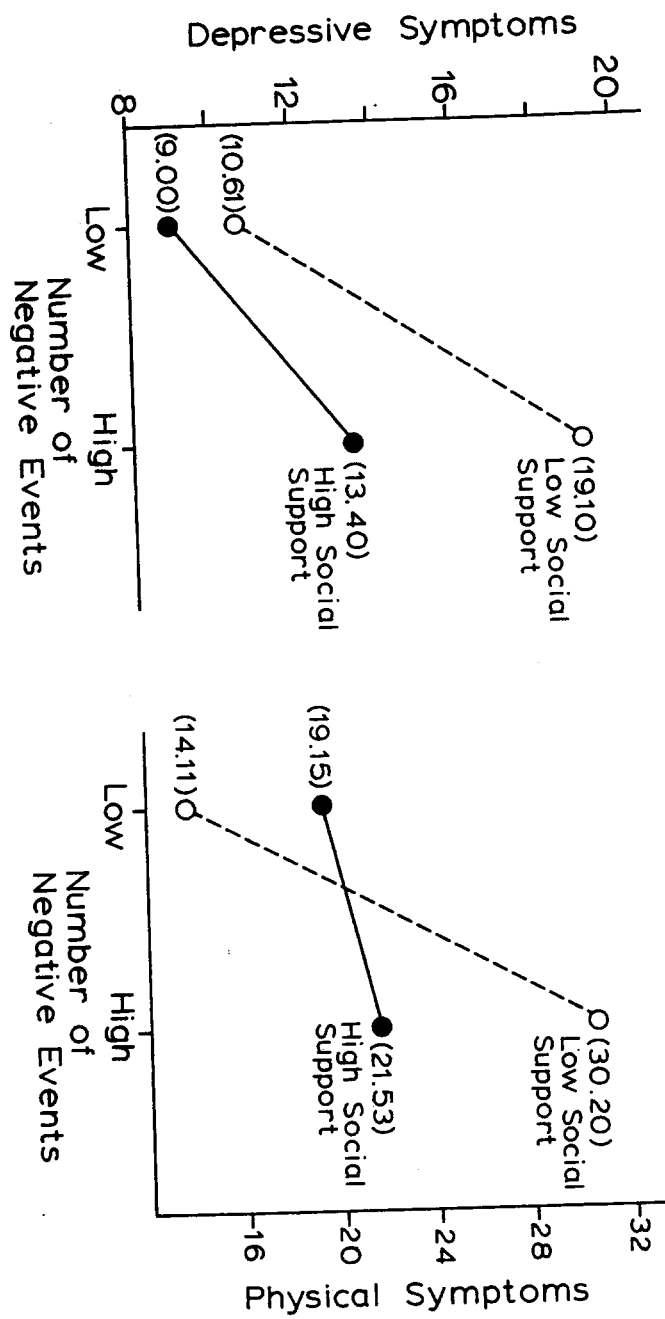 Depressive Symptoms
20
16
12
8
(9.00)
(10.61)
(13.40)
High Social
Support
(19.10)
Low Social
Support
Low
High
Number of
Negative Events
(14.11)
(19.15)
(21.53)
High Social
Support
(30.20)
Low Social
Support
Low
High
Number of
Negative Events
32
28
24
20
16
Physical Symptoms